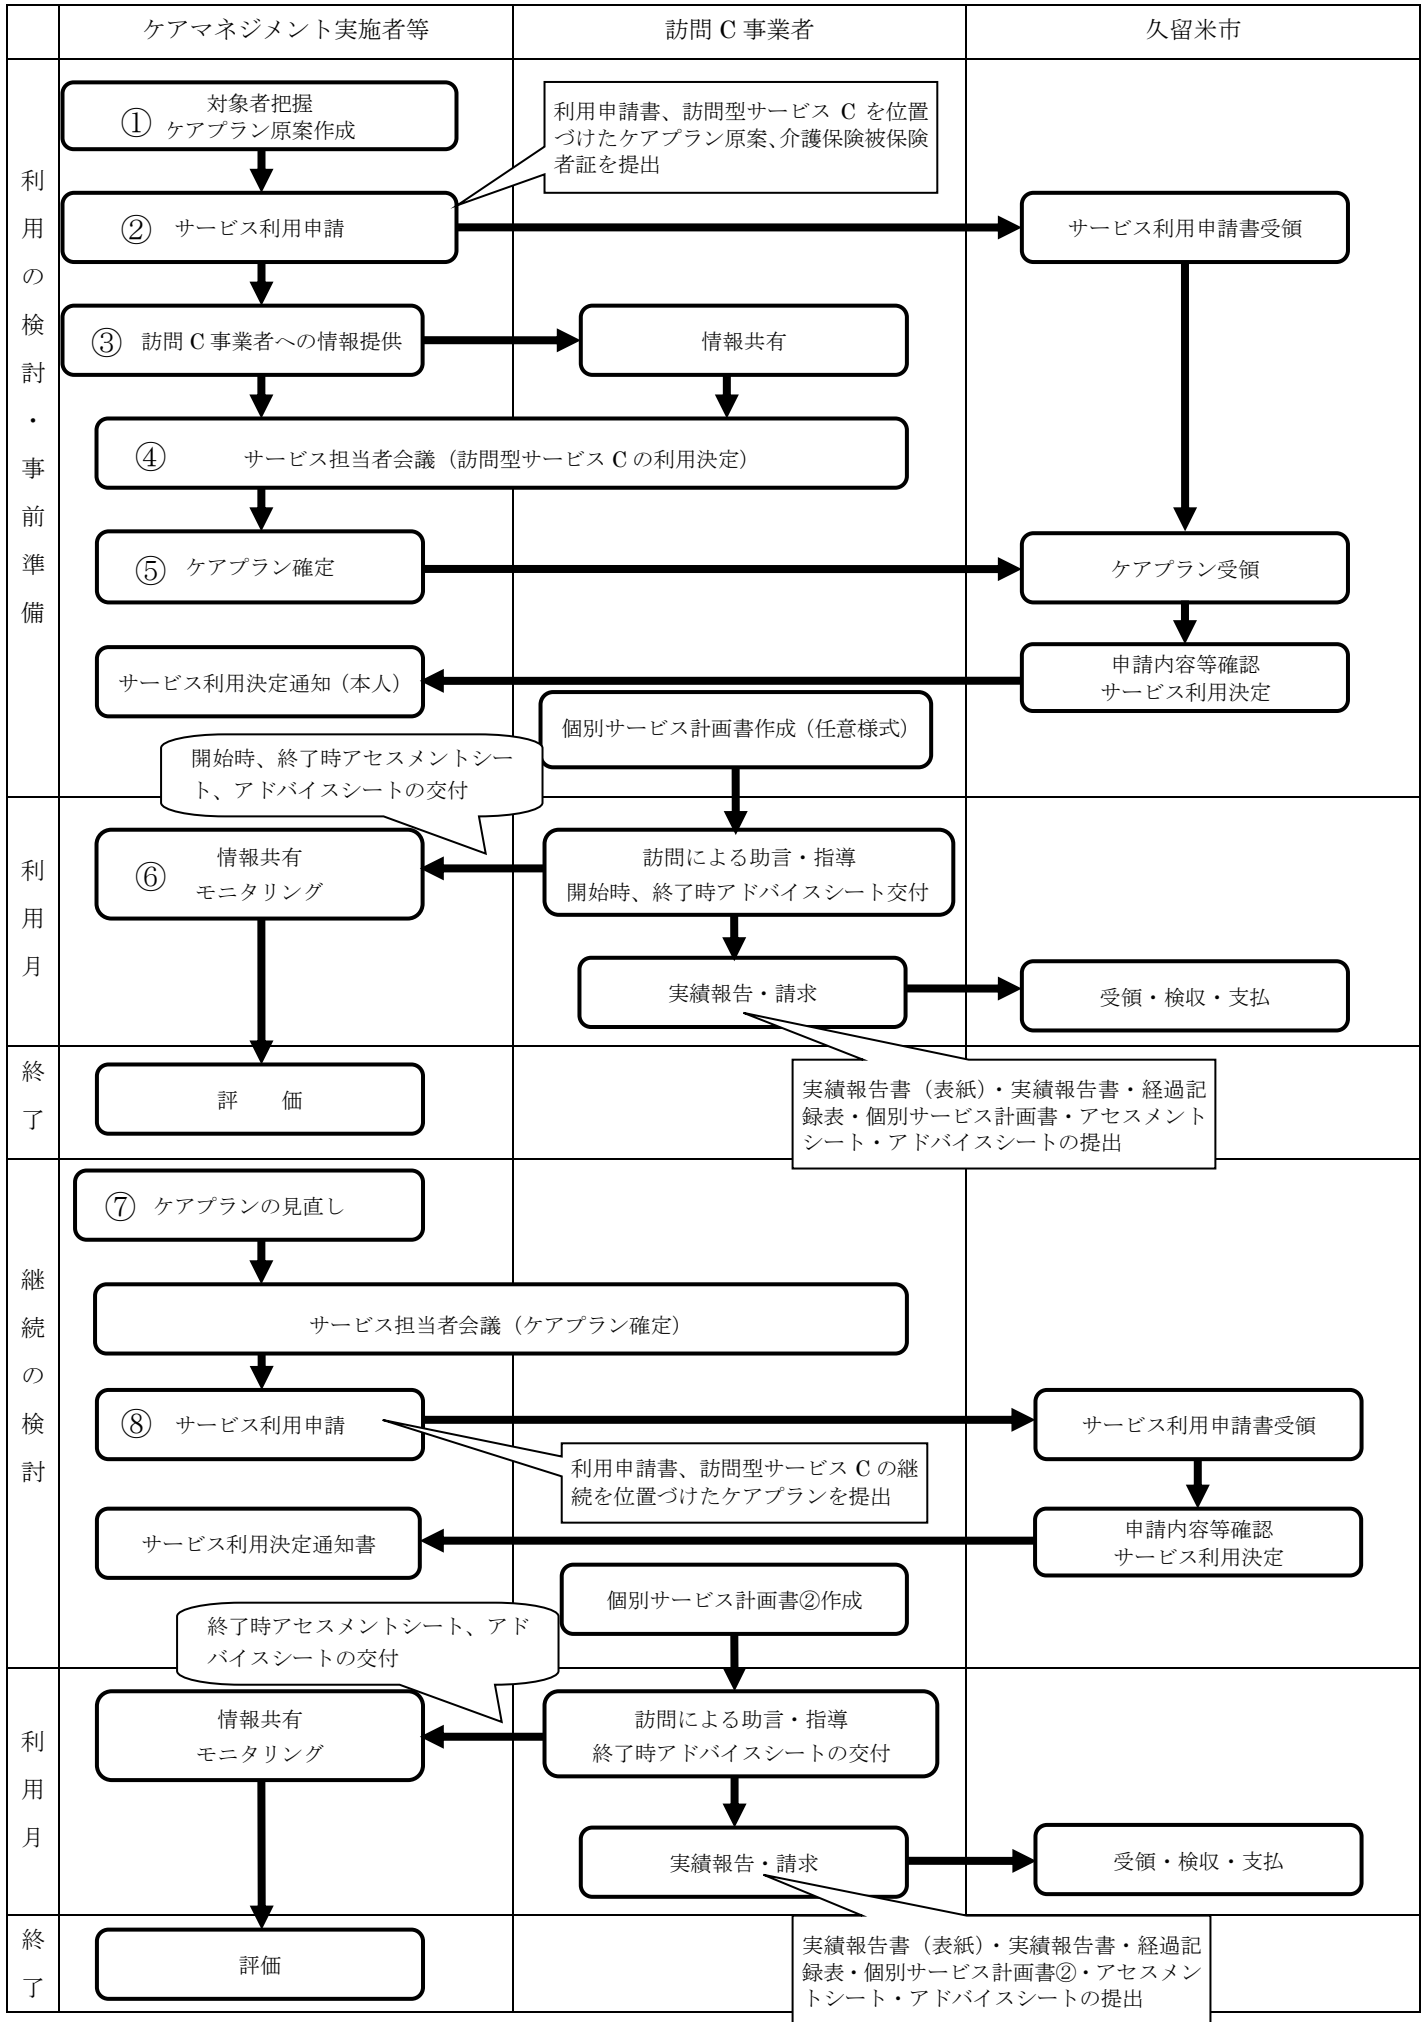 ケアマネジメント実施者等
訪問 C 事業者
久留米市
利用の検討・事前準備
① 対象者把握
ケアプラン原案作成
利用申請書、訪問型サービス C を位置
づけたケアプラン原案、介護保険被保険
者証を提出
② サービス利用申請
サービス利用申請書受領
③ 訪問 C 事業者への情報提供
情報共有
④ サービス担当者会議（訪問型サービス C の利用決定）
⑤ ケアプラン確定
ケアプラン受領
サービス利用決定通知（本人）
申請内容等確認
サービス利用決定
個別サービス計画書作成（任意様式）
開始時、終了時アセスメントシー
ト、アドバイスシートの交付
利用月
⑥ 情報共有
モニタリング
訪問による助言・指導
開始時、終了時アドバイスシート交付
実績報告・請求
受領・検収・支払
終了
評　価
実績報告書（表紙）・実績報告書・経過記
録表・個別サービス計画書・アセスメント
シート・アドバイスシートの提出
継続の検討
⑦ ケアプランの見直し
サービス担当者会議（ケアプラン確定）
⑧ サービス利用申請
サービス利用申請書受領
利用申請書、訪問型サービス C の継
続を位置づけたケアプランを提出
サービス利用決定通知書
申請内容等確認
サービス利用決定
個別サービス計画書②作成
終了時アセスメントシート、アド
バイスシートの交付
利用月
情報共有
モニタリング
訪問による助言・指導
終了時アドバイスシートの交付
実績報告・請求
受領・検収・支払
終了
評価
実績報告書（表紙）・実績報告書・経過記
録表・個別サービス計画書②・アセスメン
トシート・アドバイスシートの提出